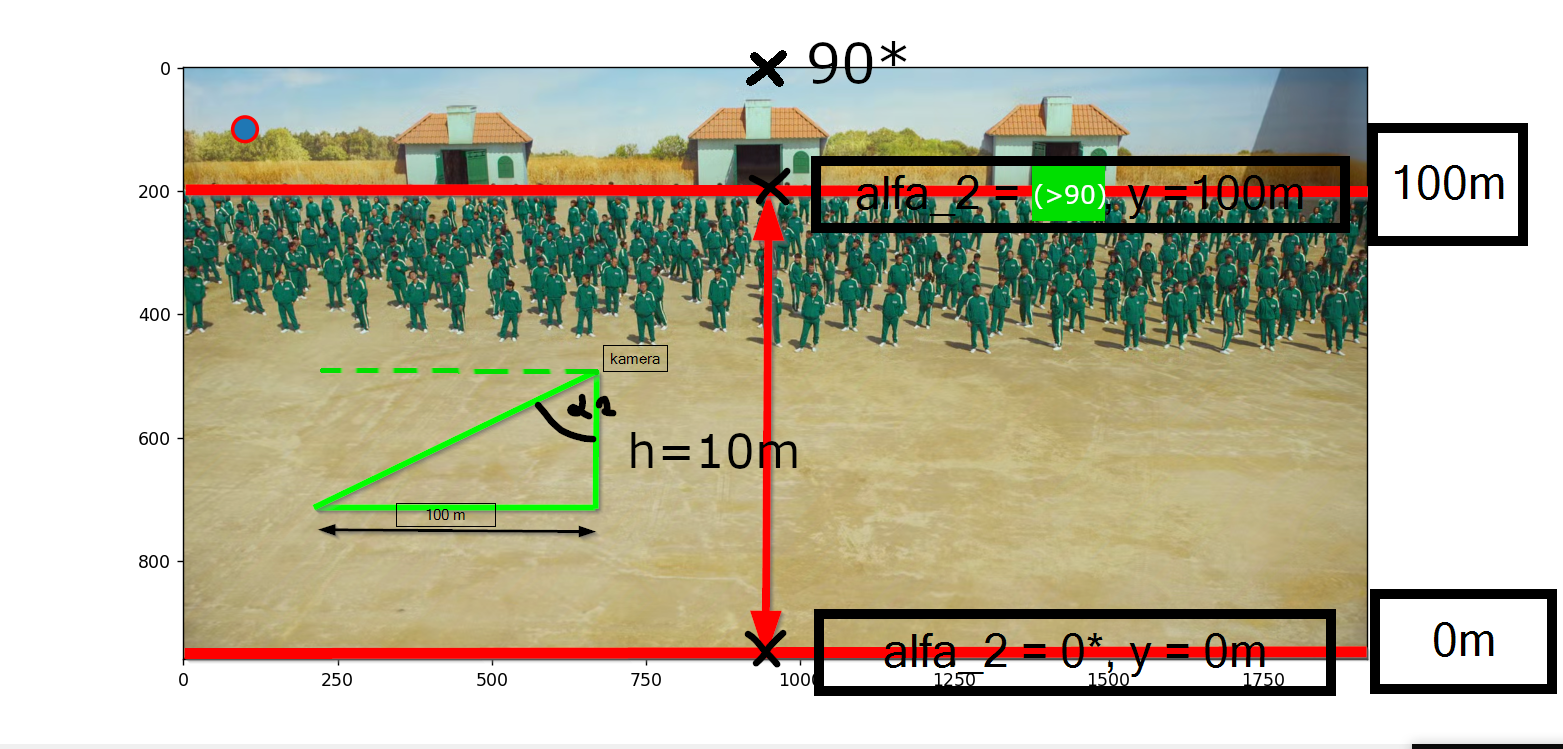 90*
0
200
alfa_2 = (>90), y =100m
100m
400
kamera
α2
600
h=10m
100 m
800
alfa_2 = 0*, y = 0m
0m
0
250
500
750
1000
1250
1500
1750